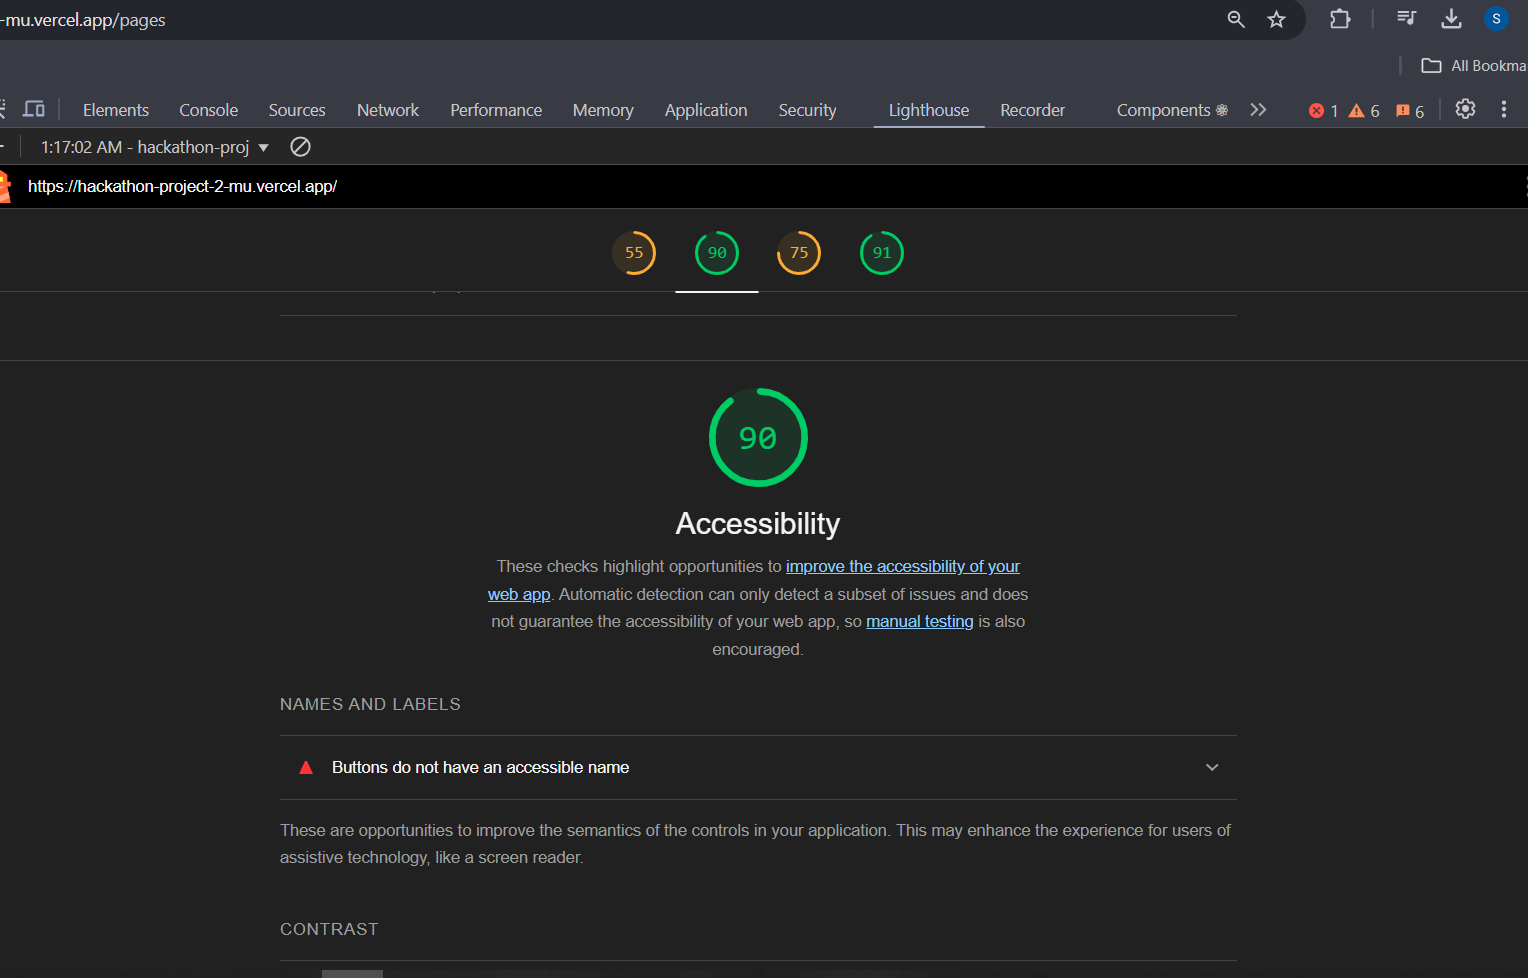 -mu.vercel.app/pages
S
All Bookma
Elements Console Sources Network Performance Memory Application Security Lighthouse Recorder Components 1 6 6
1:17:02 AM - hackathon-proj
https://hackathon-project-2-mu.vercel.app/
55 90 75 91
90
Accessibility
These checks highlight opportunities to improve the accessibility of your
web app. Automatic detection can only detect a subset of issues and does
not guarantee the accessibility of your web app, so manual testing is also
encouraged.
NAMES AND LABELS
Buttons do not have an accessible name
These are opportunities to improve the semantics of the controls in your application. This may enhance the experience for users of
assistive technology, like a screen reader.
CONTRAST